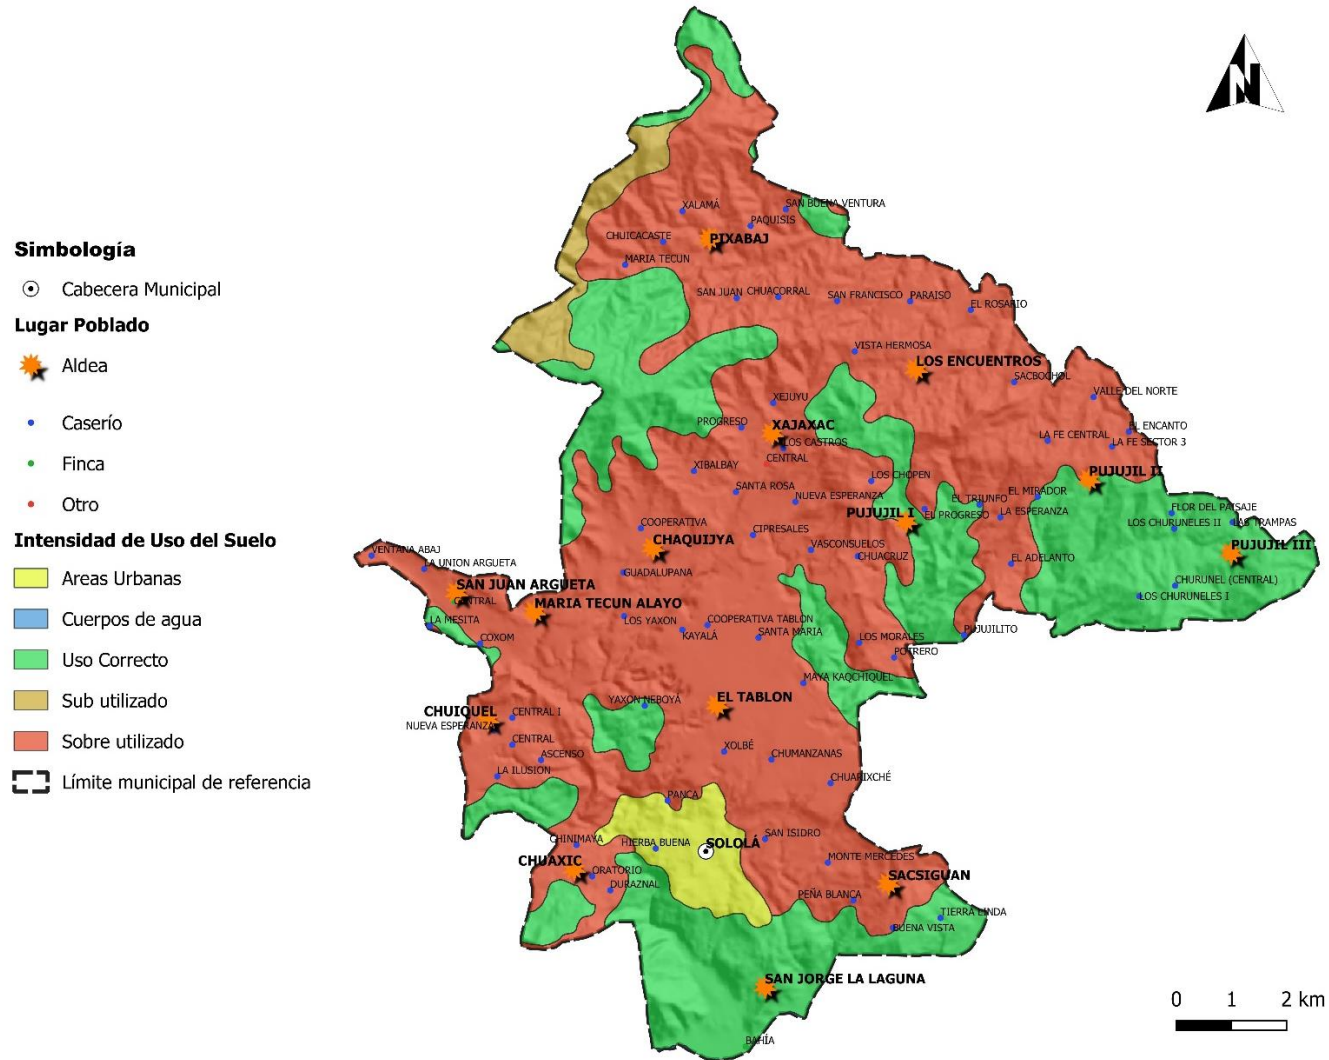 N
Simbología
Cabecera Municipal
Lugar Poblado
Aldea
Caserío
Finca
Otro
Intensidad de Uso del Suelo
Areas Urbanas
Cuerpos de agua
Uso Correcto
Sub utilizado
Sobre utilizado
Límite municipal de referencia
XALAMÁ
SAN BUENA VENTURA
PAQUISIS
CHUICACASTE
PIXABAJ
MARIA TECUN
SAN JUAN
CHUACORRAL
SAN FRANCISCO
PARAISO
EL ROSARIO
VISTA HERMOSA
LOS ENCUENTROS
SACBOCHOL
VALLE DEL NORTE
XEJUYU
PROGRESO
XAJAXAC
LOS CASTROS
CENTRAL
EL ENCANTO
LA FE CENTRAL
LA FE SECTOR 3
XIBALBAY
LOS CHOPEN
PUJUJIL II
SANTA ROSA
NUEVA ESPERANZA
EL TRIUNFO
EL MIRADOR
PUJUJIL I
EL PROGRESO
LA ESPERANZA
FLOR DEL PAISAJE
LOS CHURUNELES II
LAS TRAMPAS
COOPERATIVA
CIPRESALES
CHAQUIJYA
VASCONSUELOS
CHUACRUZ
EL ADELANTO
PUJUJIL III
VENTANA ABAJ
LA UNION ARGUETA
GUADALUPANA
CHURUNEL (CENTRAL)
LOS CHURUNELES I
SAN JUAN ARGUETA
CENTRAL
MARIA TECUN ALAYO
LA MESITA
LOS YAXON
COOPERATIVA TABLON
KAYALÁ
SANTA MARIA
COXOM
LOS MORALES
PUJUJILITO
POTRERO
MAYA KAQCHIQUEL
YAXON NEBOYÁ
EL TABLON
CHUIQUEL
CENTRAL I
NUEVA ESPERANZA
CENTRAL
XOLBÉ
CHUMANZANAS
ASCENSO
LA ILUSION
CHUARIXCHÉ
PANCA
CHINIMAYA
HIERBA BUENA
SOLOLÁ
SAN ISIDRO
CHUAXIC
ORATORIO
MONTE MERCEDES
DURAZNAL
SACSIGUAN
PEÑA BLANCA
TIERRA LINDA
BUENA VISTA
SAN JORGE LA LAGUNA
BAHÍA
0 1 2 km